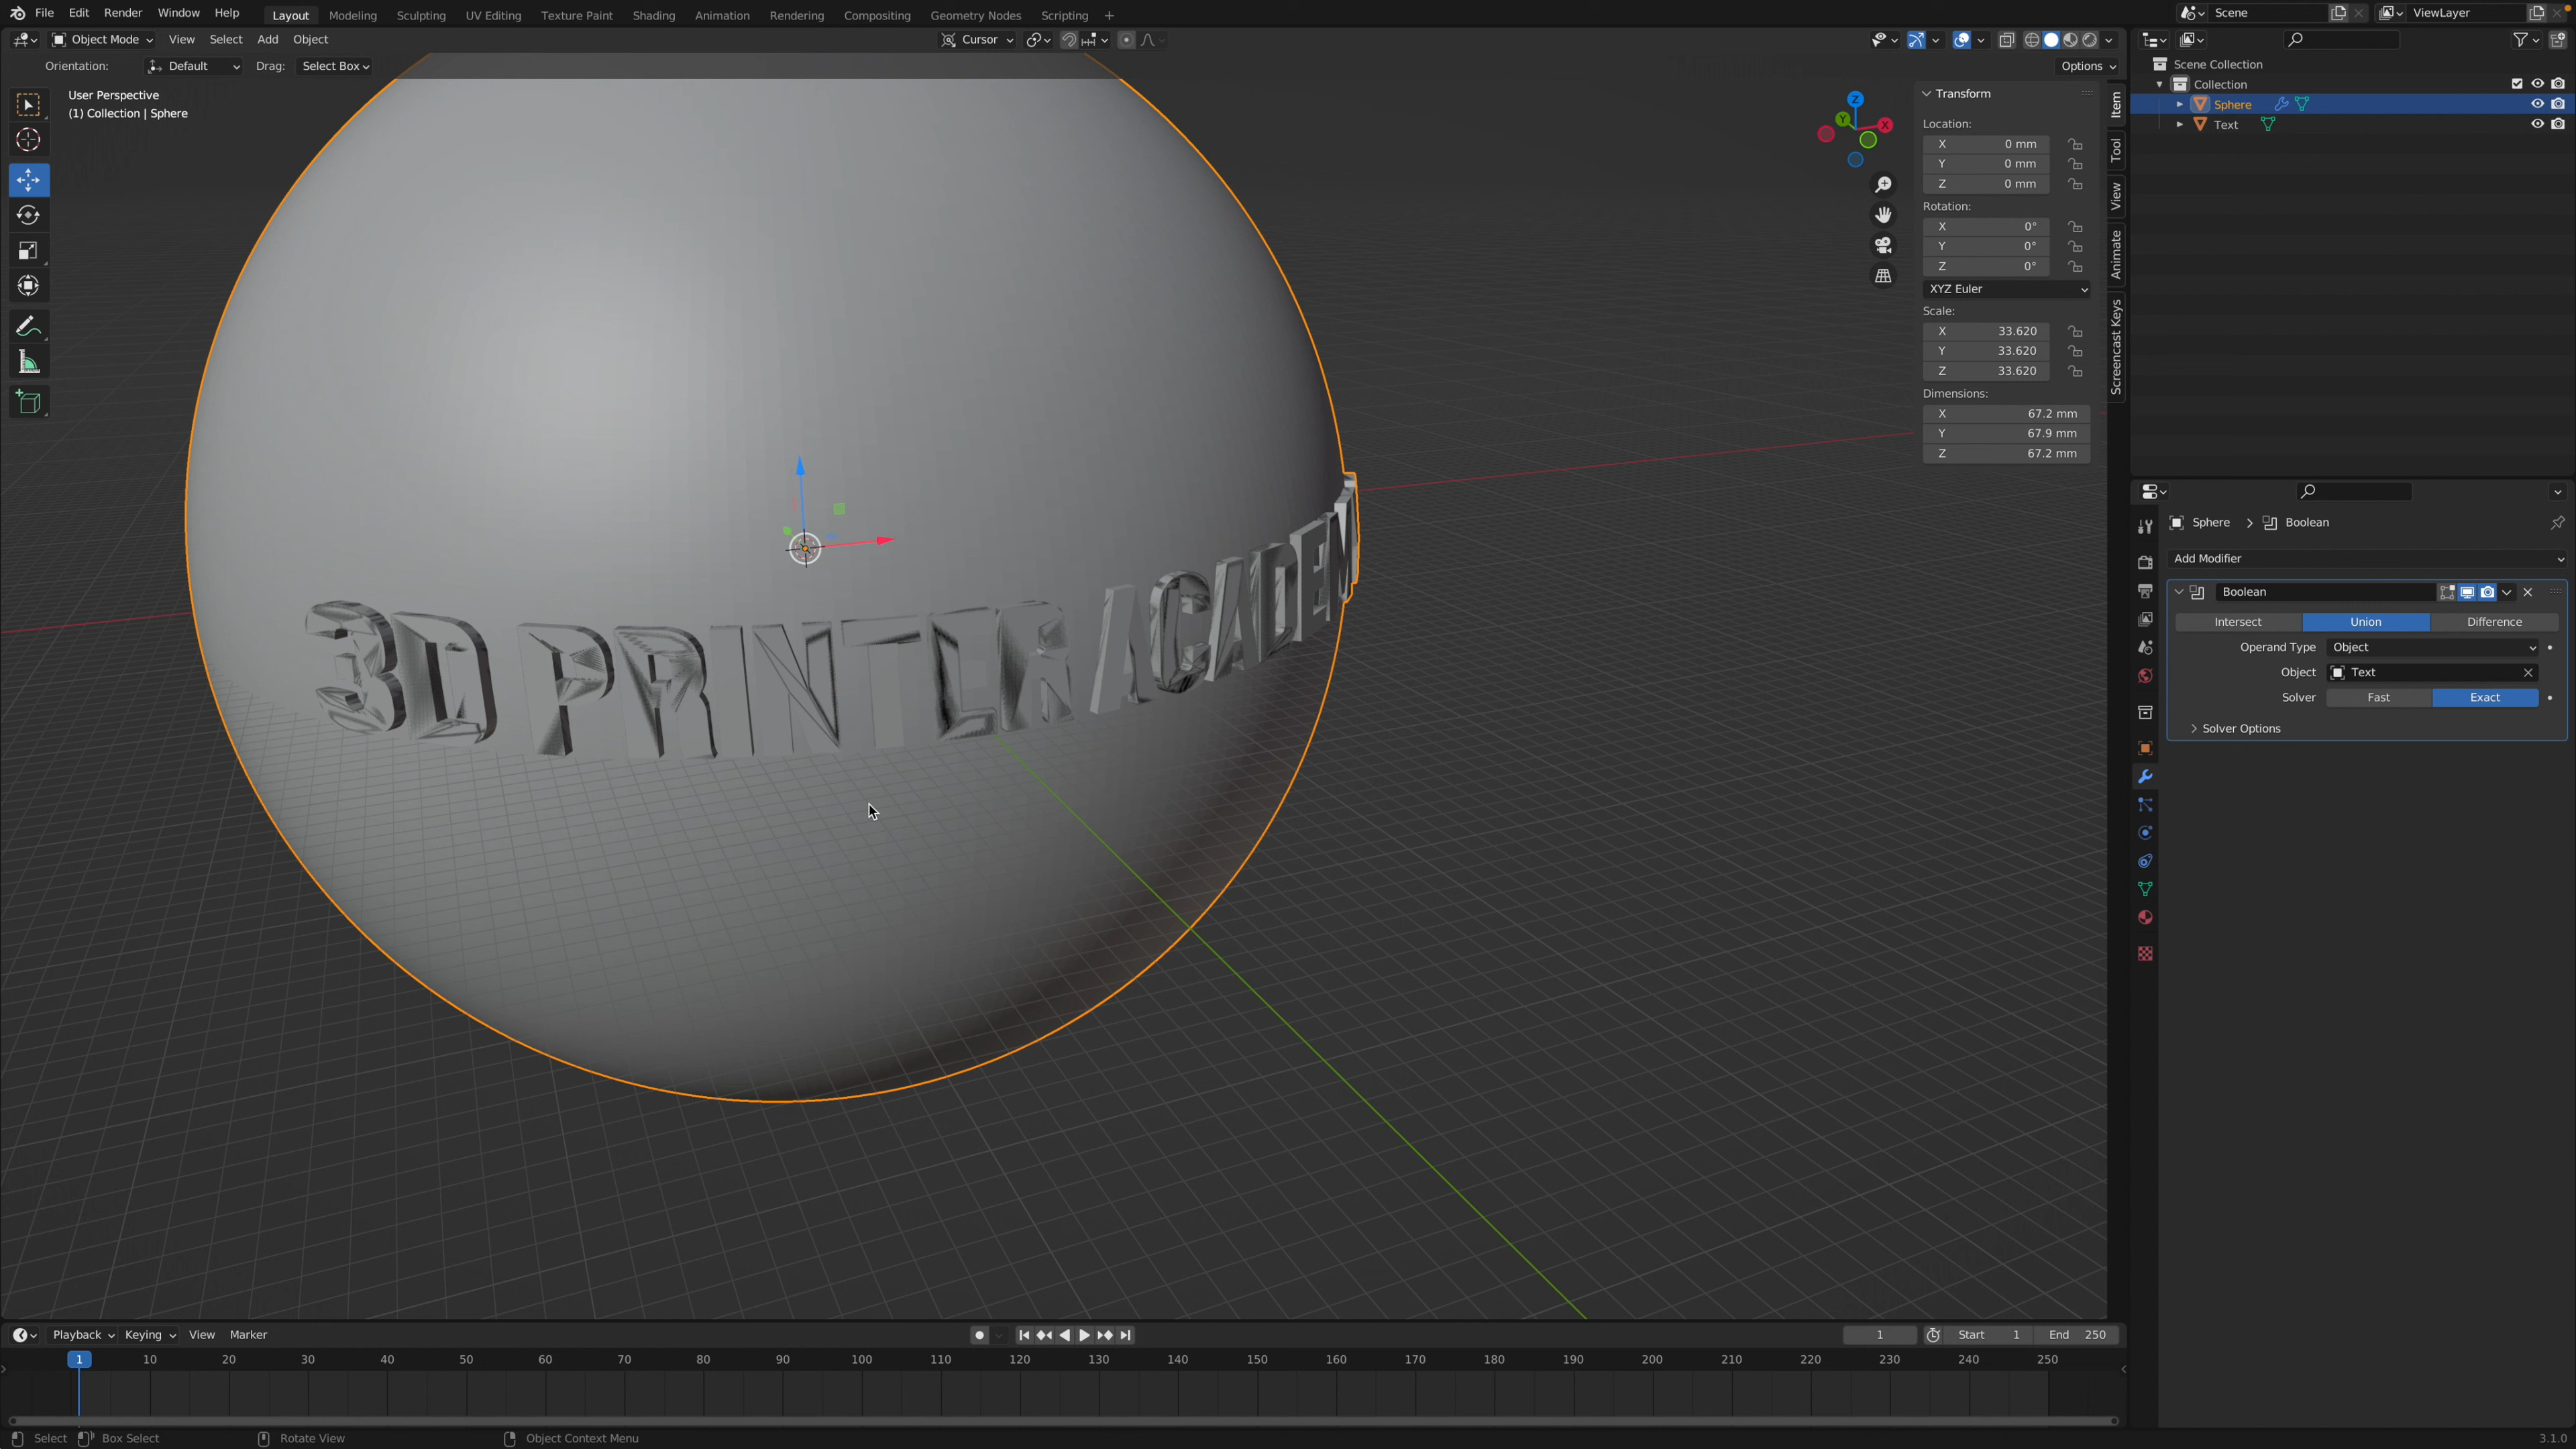 File Edit Render Window Help Layout Modeling Sculpting UV Editing Texture Paint Shading Animation Rendering Compositing Geometry Nodes Scripting +
Scene
ViewLayer
Object Mode View Select Add Object
Cursor
Orientation: Default Drag: Select Box
Options
User Perspective
(1) Collection | Sphere
Z
Y
X
3D PRINTER ACADEM
Transform
Location:
X 0 mm
Y 0 mm
Z 0 mm
Rotation:
X 0°
Y 0°
Z 0°
XYZ Euler
Scale:
X 33.620
Y 33.620
Z 33.620
Dimensions:
X 67.2 mm
Y 67.9 mm
Z 67.2 mm
Item
Tool
View
Animate
Screencast Keys
Scene Collection
Collection
Sphere
Text
Sphere > Boolean
Add Modifier
Boolean
Intersect Union Difference
Operand Type Object
Object Text
Solver Fast Exact
Solver Options
Playback Keying View Marker
1 Start 1 End 250
1 10 20 30 40 50 60 70 80 90 100 110 120 130 140 150 160 170 180 190 200 210 220 230 240 250
Select Box Select Rotate View Object Context Menu
3.1.0